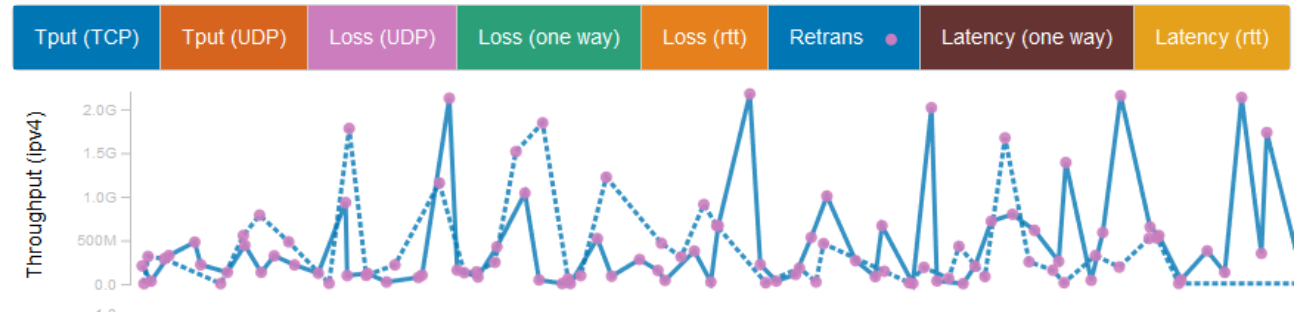 Tput (TCP) Tput (UDP) Loss (UDP) Loss (one way) Loss (rtt) Retrans Latency (one way) Latency (rtt)
Throughput (ipv4)
2.0G
1.5G
1.0G
500M
0.0